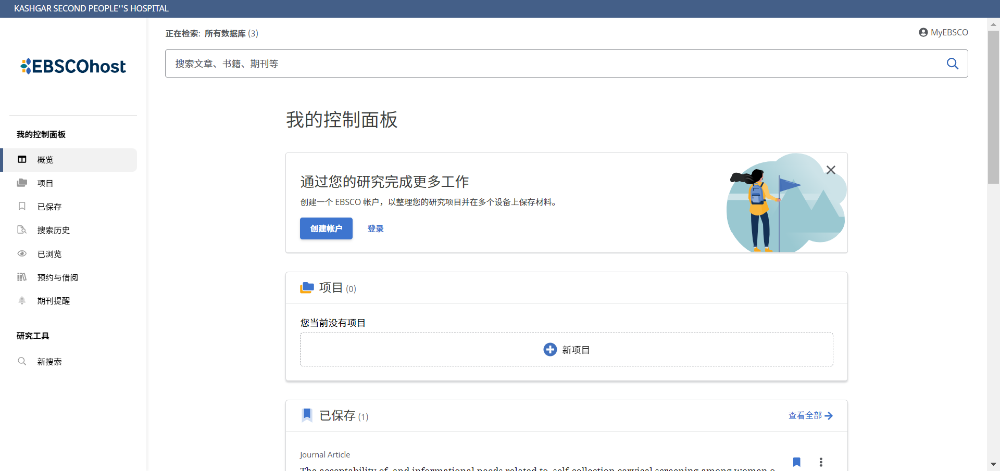 KASHGAR SECOND PEOPLE''S HOSPITAL
正在检索: 所有数据库 (3)
MyEBSCO
搜索文章、书籍、期刊等
EBSCOhost
我的控制面板
概览
项目
已保存
搜索历史
已浏览
预约与借阅
期刊提醒
研究工具
新搜索
我的控制面板
通过您的研究完成更多工作
创建一个 EBSCO 帐户，以整理您的研究项目并在多个设备上保存材料。
创建帐户 登录
项目 (0)
您当前没有项目
新项目
已保存 (1)
查看全部
Journal Article
The acceptability of, and informational needs related to, self-collection cervical screening among women o